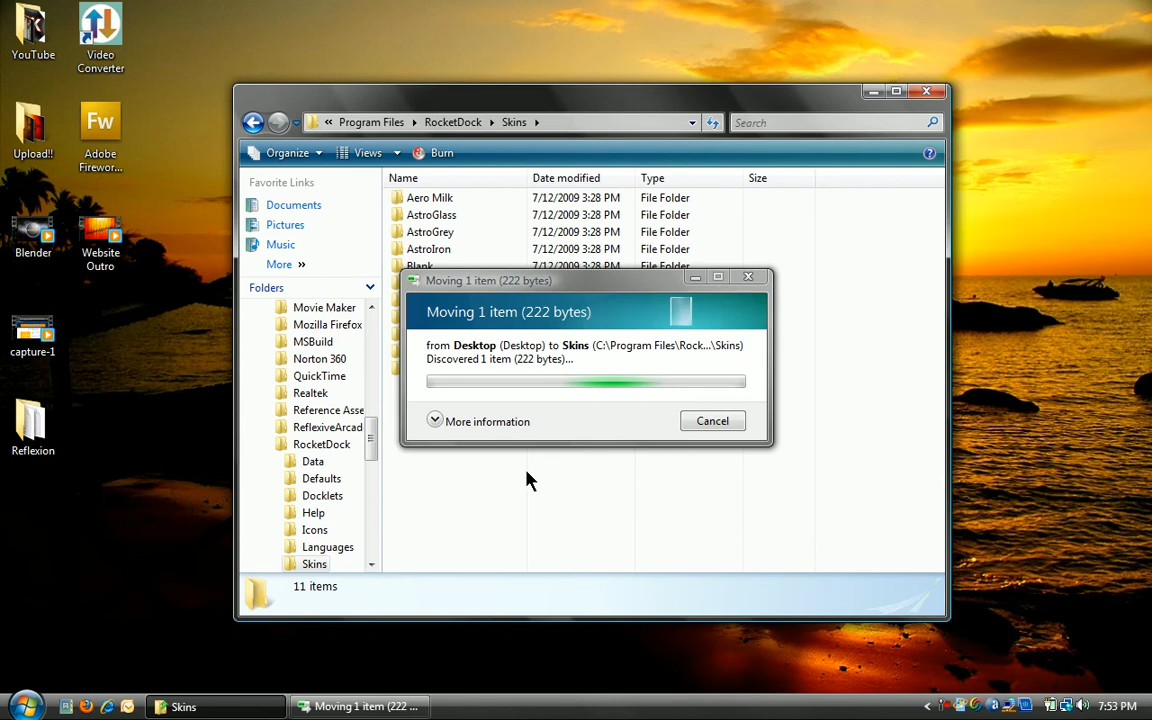 YouTube
Video
Converter
Upload!!
Fw
Adobe
Firewor...
Blender
Website
Outro
capture-1
Reflexion
« Program Files RocketDock Skins
Search
Organize Views Burn
Favorite Links
Documents
Pictures
Music
More »
Folders
Movie Maker
Mozilla Firefox
MSBuild
Norton 360
QuickTime
Realtek
Reference Asse
ReflexiveArcad
RocketDock
Data
Defaults
Docklets
Help
Icons
Languages
Skins
Name Date modified Type Size
Aero Milk 7/12/2009 3:28 PM File Folder
AstroGlass 7/12/2009 3:28 PM File Folder
AstroGrey 7/12/2009 3:28 PM File Folder
AstroIron 7/12/2009 3:28 PM File Folder
Blank 7/12/2009 3:28 PM File Folder
Moving 1 item (222 bytes)
Moving 1 item (222 bytes)
from Desktop (Desktop) to Skins (C:\Program Files\Rock...\Skins)
Discovered 1 item (222 bytes)...
More information
Cancel
11 items
Skins
Moving 1 item (222 ...
7:53 PM